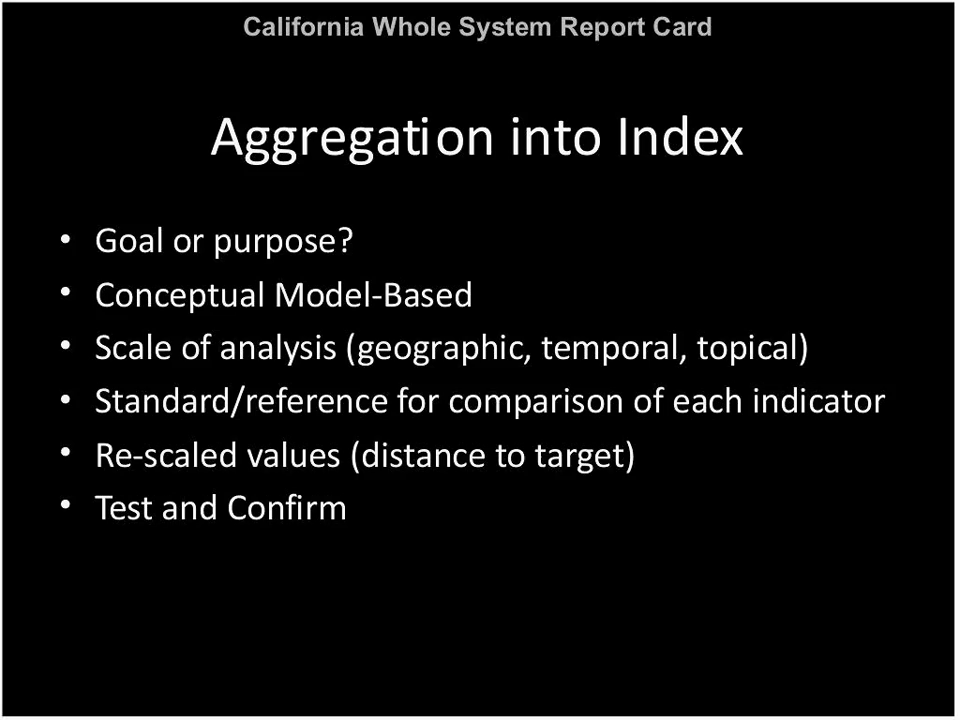 California Whole System Report Card
Aggregation into Index
• Goal or purpose?
• Conceptual Model-Based
• Scale of analysis (geographic, temporal, topical)
• Standard/reference for comparison of each indicator
• Re-scaled values (distance to target)
• Test and Confirm